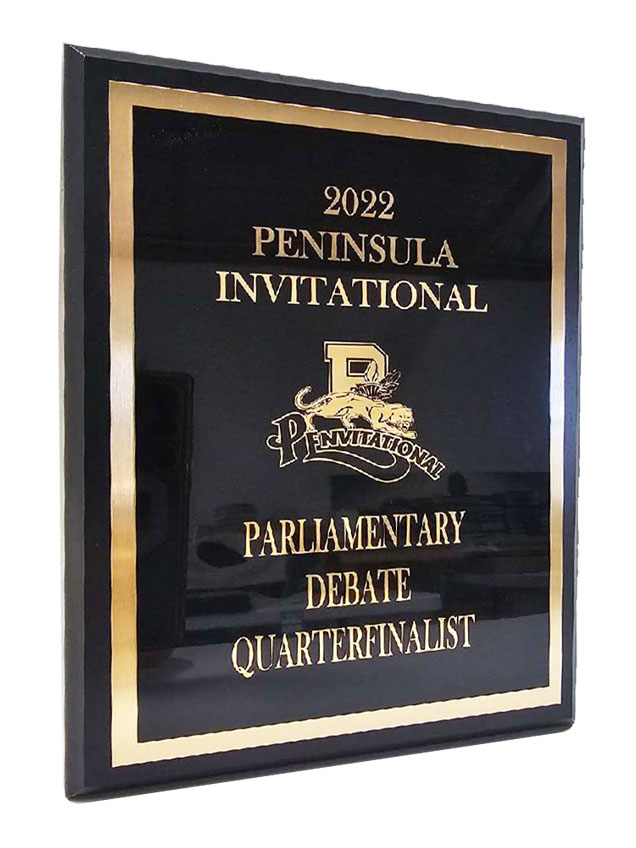 2022
PENINSULA
INVITATIONAL
P
PENVITATIONAL
PARLIAMENTARY
DEBATE
QUARTERFINALIST